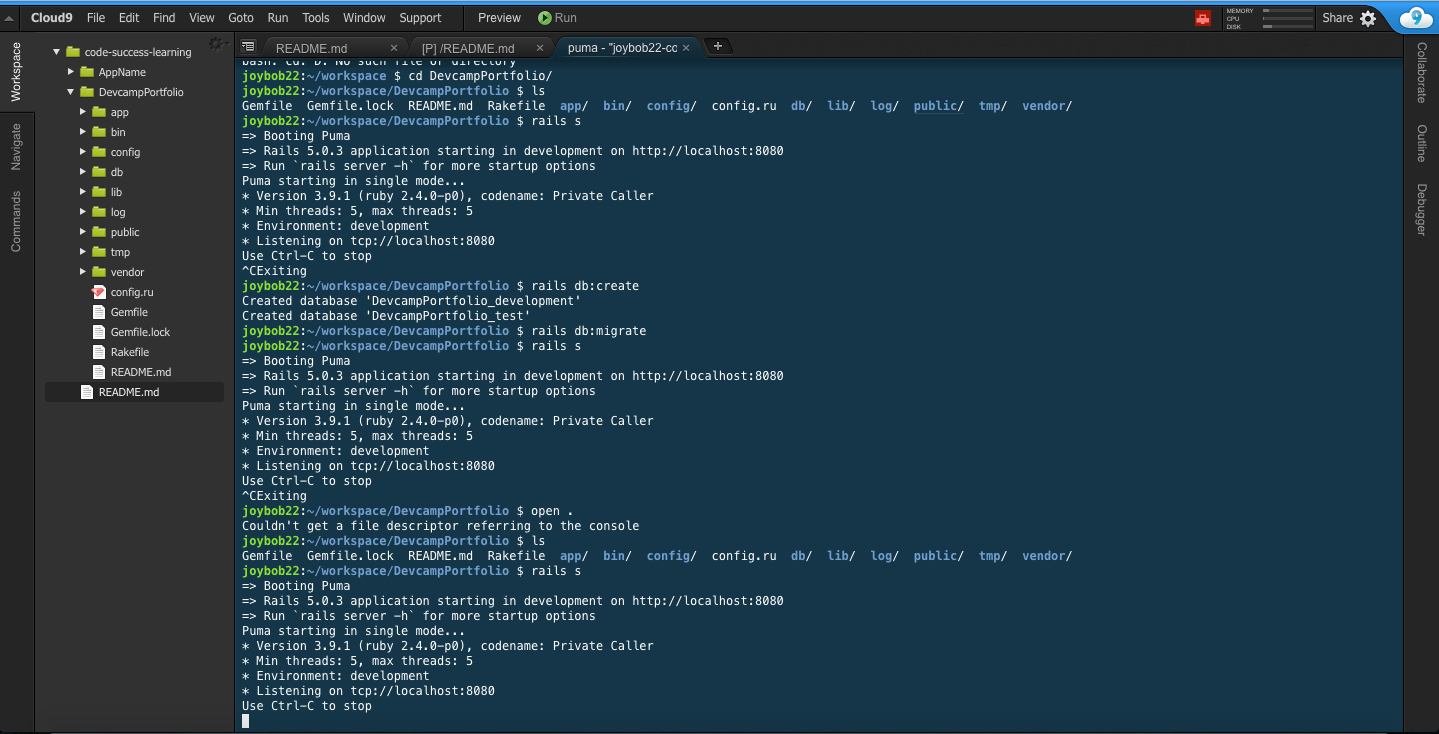 Cloud9 File Edit Find View Goto Run Tools Window Support Preview Run MEMORY CPU DISK Share 9
Workspace
Navigate
Commands
code-success-learning
AppName
DevcampPortfolio
app
bin
config
db
lib
log
public
tmp
vendor
config.ru
Gemfile
Gemfile.lock
Rakefile
README.md
README.md
README.md × [P] /README.md × puma - "joybob22-co × +
bash: cd: D: No such file or directory
joybob22:~/workspace $ cd DevcampPortfolio/
joybob22:~/workspace/DevcampPortfolio $ ls
Gemfile Gemfile.lock README.md Rakefile app/ bin/ config/ config.ru db/ lib/ log/ public/ tmp/ vendor/
joybob22:~/workspace/DevcampPortfolio $ rails s
=> Booting Puma
=> Rails 5.0.3 application starting in development on http://localhost:8080
=> Run `rails server -h` for more startup options
Puma starting in single mode...
* Version 3.9.1 (ruby 2.4.0-p0), codename: Private Caller
* Min threads: 5, max threads: 5
* Environment: development
* Listening on tcp://localhost:8080
Use Ctrl-C to stop
^CExiting
joybob22:~/workspace/DevcampPortfolio $ rails db:create
Created database 'DevcampPortfolio_development'
Created database 'DevcampPortfolio_test'
joybob22:~/workspace/DevcampPortfolio $ rails db:migrate
joybob22:~/workspace/DevcampPortfolio $ rails s
=> Booting Puma
=> Rails 5.0.3 application starting in development on http://localhost:8080
=> Run `rails server -h` for more startup options
Puma starting in single mode...
* Version 3.9.1 (ruby 2.4.0-p0), codename: Private Caller
* Min threads: 5, max threads: 5
* Environment: development
* Listening on tcp://localhost:8080
Use Ctrl-C to stop
^CExiting
joybob22:~/workspace/DevcampPortfolio $ open .
Couldn't get a file descriptor referring to the console
joybob22:~/workspace/DevcampPortfolio $ ls
Gemfile Gemfile.lock README.md Rakefile app/ bin/ config/ config.ru db/ lib/ log/ public/ tmp/ vendor/
joybob22:~/workspace/DevcampPortfolio $ rails s
=> Booting Puma
=> Rails 5.0.3 application starting in development on http://localhost:8080
=> Run `rails server -h` for more startup options
Puma starting in single mode...
* Version 3.9.1 (ruby 2.4.0-p0), codename: Private Caller
* Min threads: 5, max threads: 5
* Environment: development
* Listening on tcp://localhost:8080
Use Ctrl-C to stop
Collaborate
Outline
Debugger